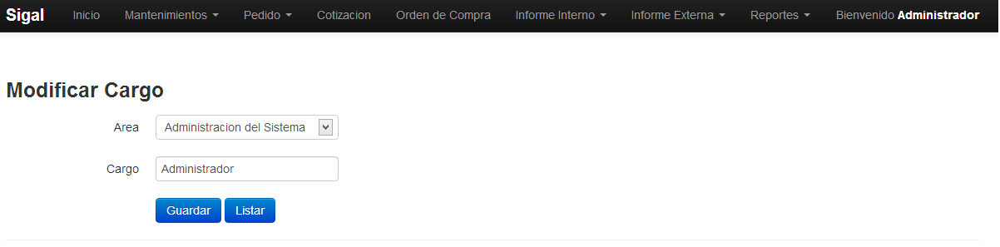 Sigal Inicio Mantenimientos Pedido Cotizacion Orden de Compra Informe Interno Informe Externa Reportes Bienvenido Administrador
Modificar Cargo
Area Administracion del Sistema
Cargo Administrador
Guardar Listar